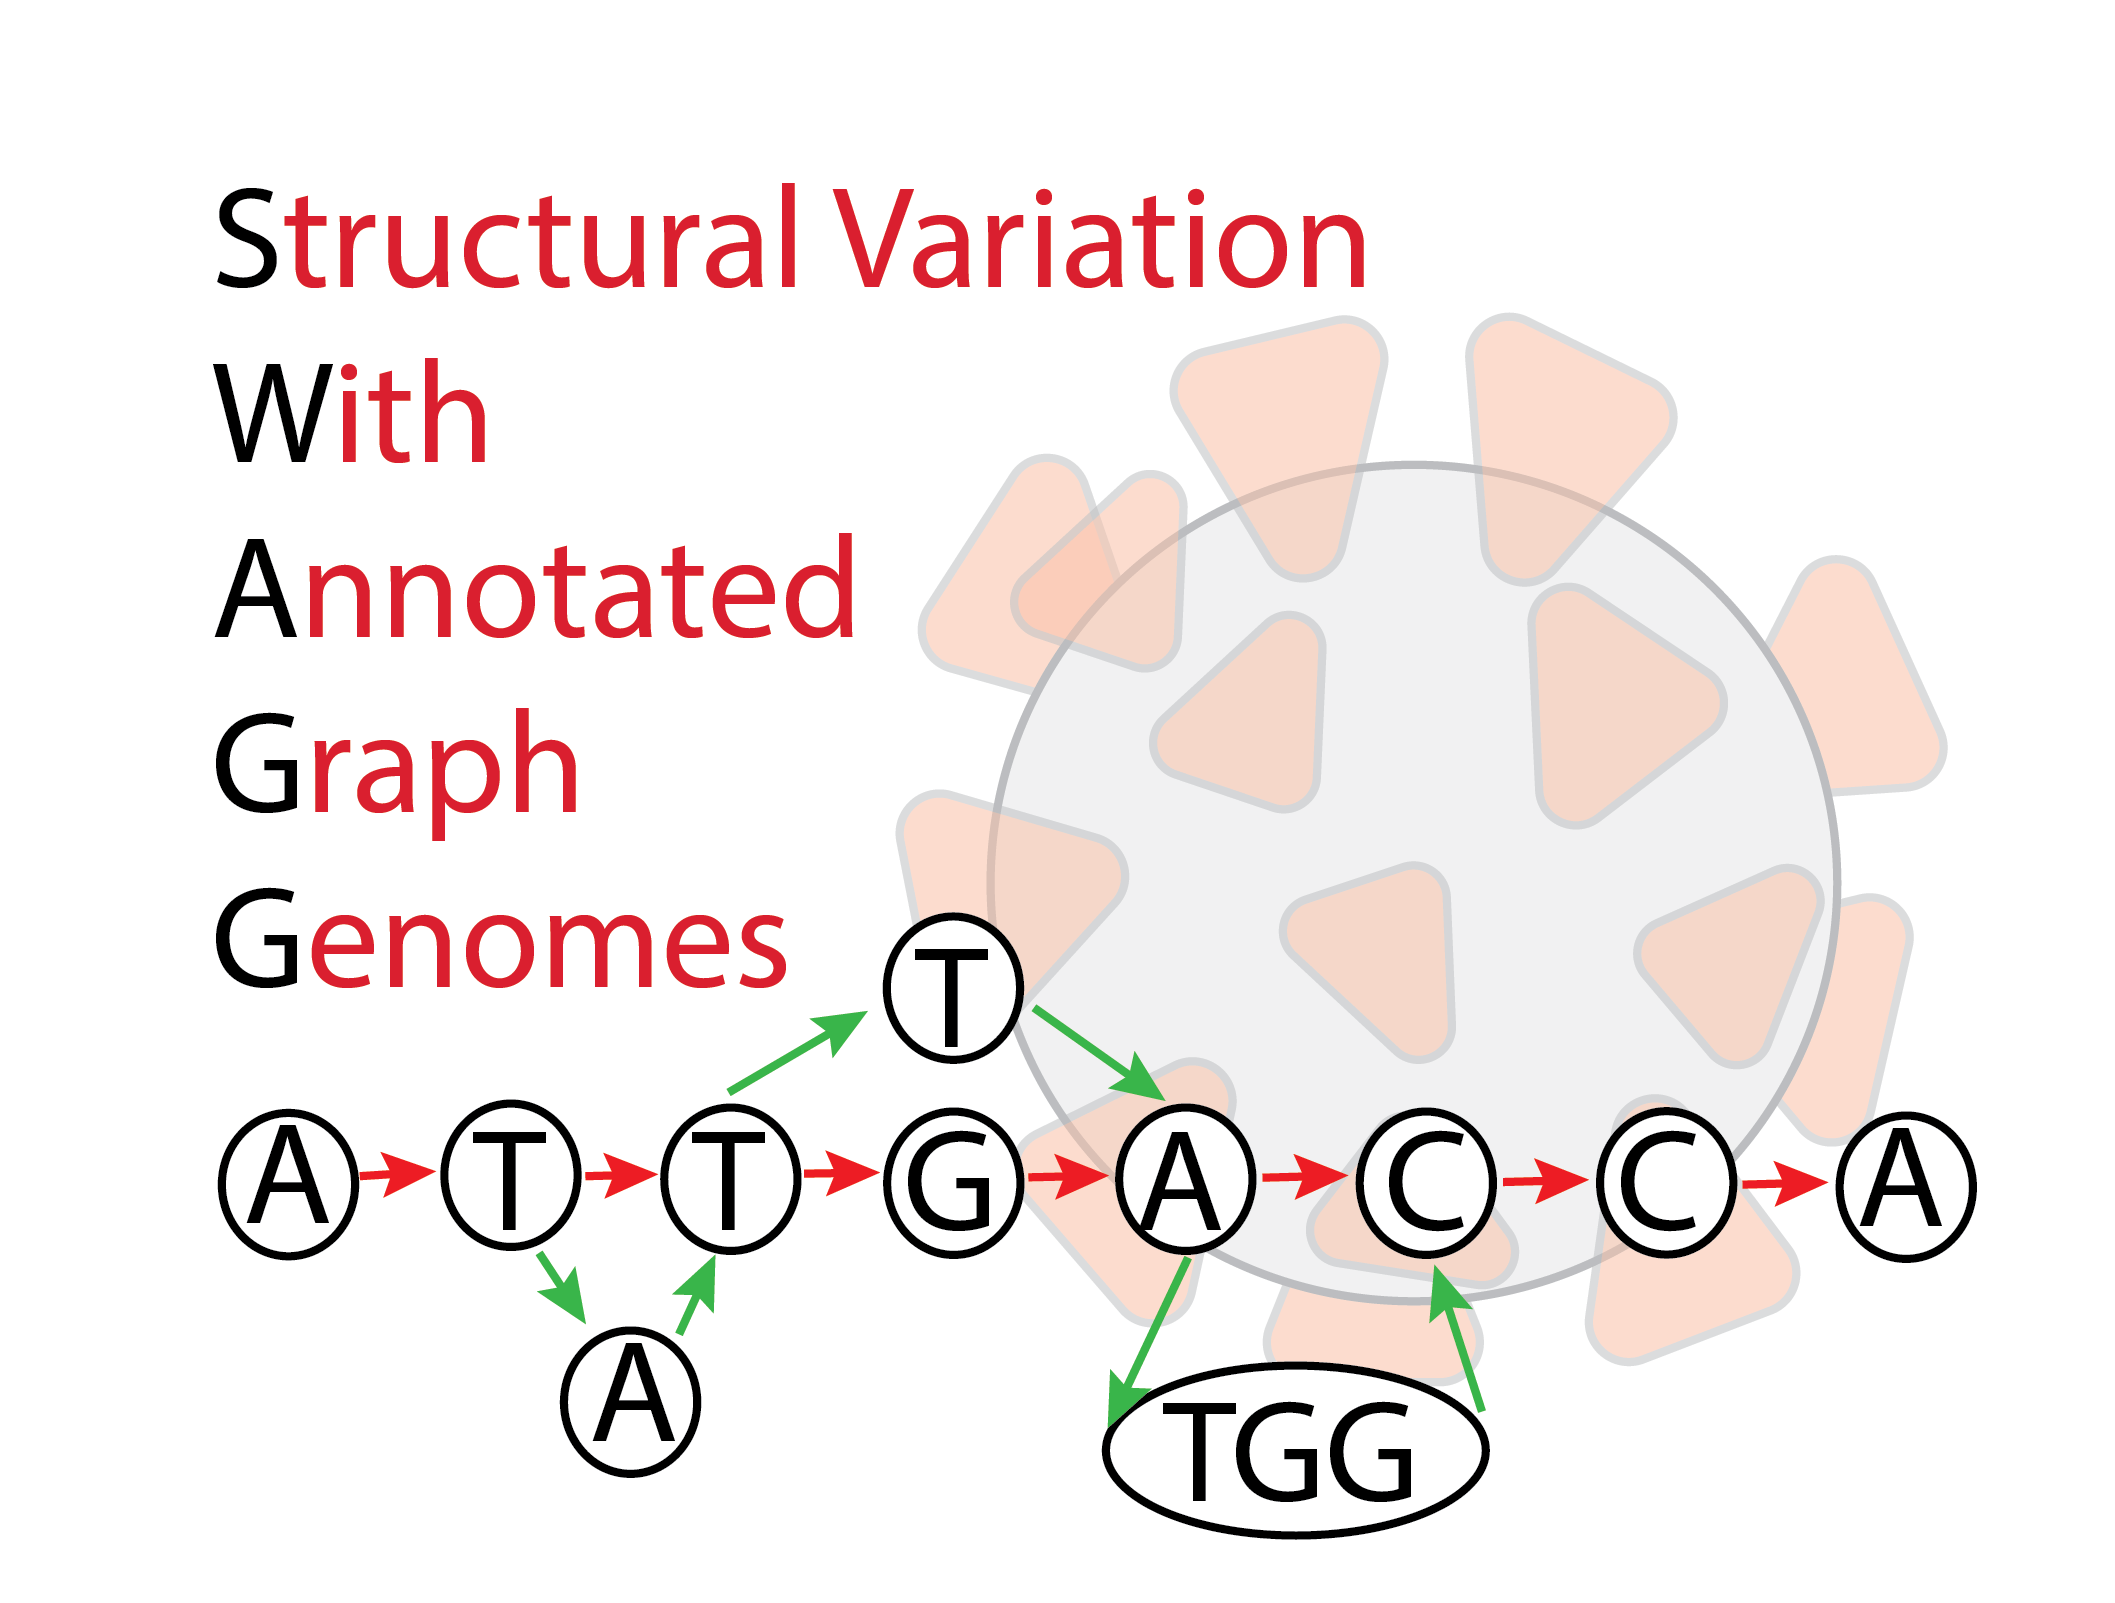 Structural Variation
With
Annotated
Graph
Genomes
T
A T T G A C C A
A
TGG